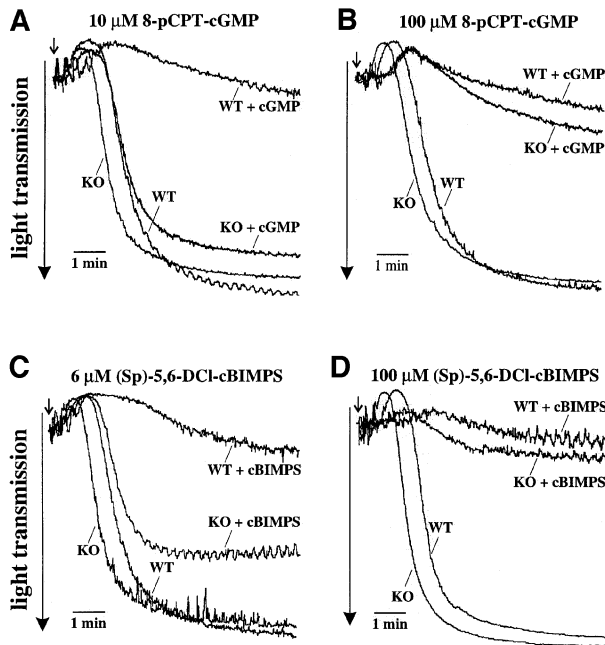 A
10 µM 8-pCPT-cGMP
WT + cGMP
KO
WT
KO + cGMP
1 min
light transmission
B
100 µM 8-pCPT-cGMP
WT + cGMP
KO + cGMP
WT
KO
1 min
C
6 µM (Sp)-5,6-DCl-cBIMPS
WT + cBIMPS
KO + cBIMPS
KO
WT
1 min
light transmission
D
100 µM (Sp)-5,6-DCl-cBIMPS
WT + cBIMPS
KO + cBIMPS
WT
KO
1 min